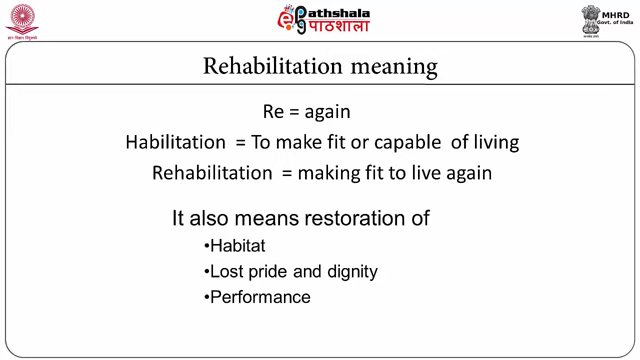 Pathshala
पाठशाला
MHRD
Govt. of India
Rehabilitation meaning
Re = again
Habilitation = To make fit or capable of living
Rehabilitation = making fit to live again
It also means restoration of
•Habitat
•Lost pride and dignity
•Performance